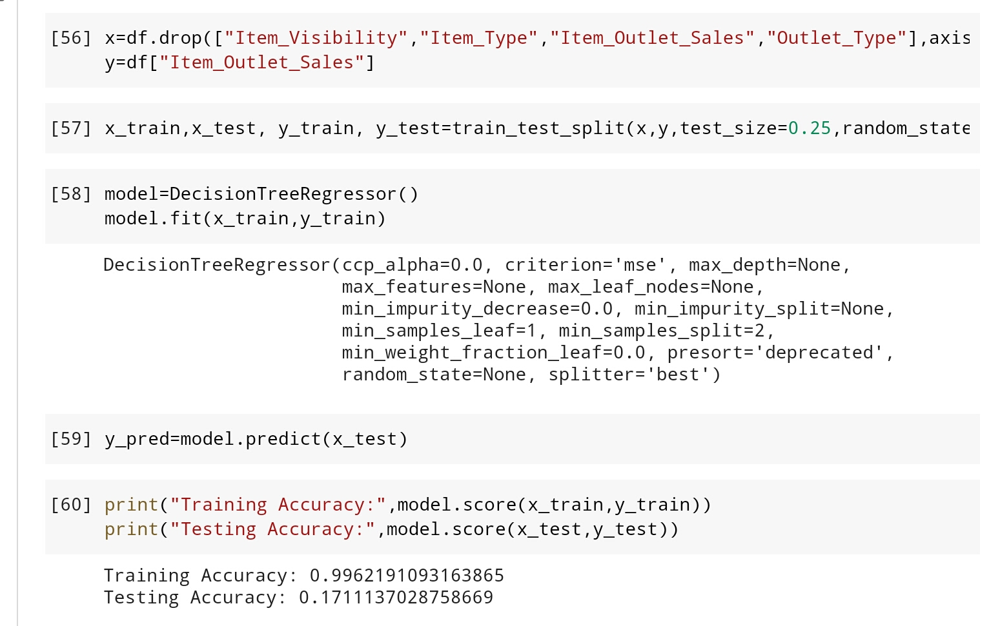 [56] x=df.drop(["Item_Visibility","Item_Type","Item_Outlet_Sales","Outlet_Type"],axis
y=df["Item_Outlet_Sales"]
[57] x_train,x_test, y_train, y_test=train_test_split(x,y,test_size=0.25,random_state
[58] model=DecisionTreeRegressor()
model.fit(x_train,y_train)
DecisionTreeRegressor(ccp_alpha=0.0, criterion='mse', max_depth=None,
max_features=None, max_leaf_nodes=None,
min_impurity_decrease=0.0, min_impurity_split=None,
min_samples_leaf=1, min_samples_split=2,
min_weight_fraction_leaf=0.0, presort='deprecated',
random_state=None, splitter='best')
[59] y_pred=model.predict(x_test)
[60] print("Training Accuracy:",model.score(x_train,y_train))
print("Testing Accuracy:",model.score(x_test,y_test))
Training Accuracy: 0.9962191093163865
Testing Accuracy: 0.1711137028758669